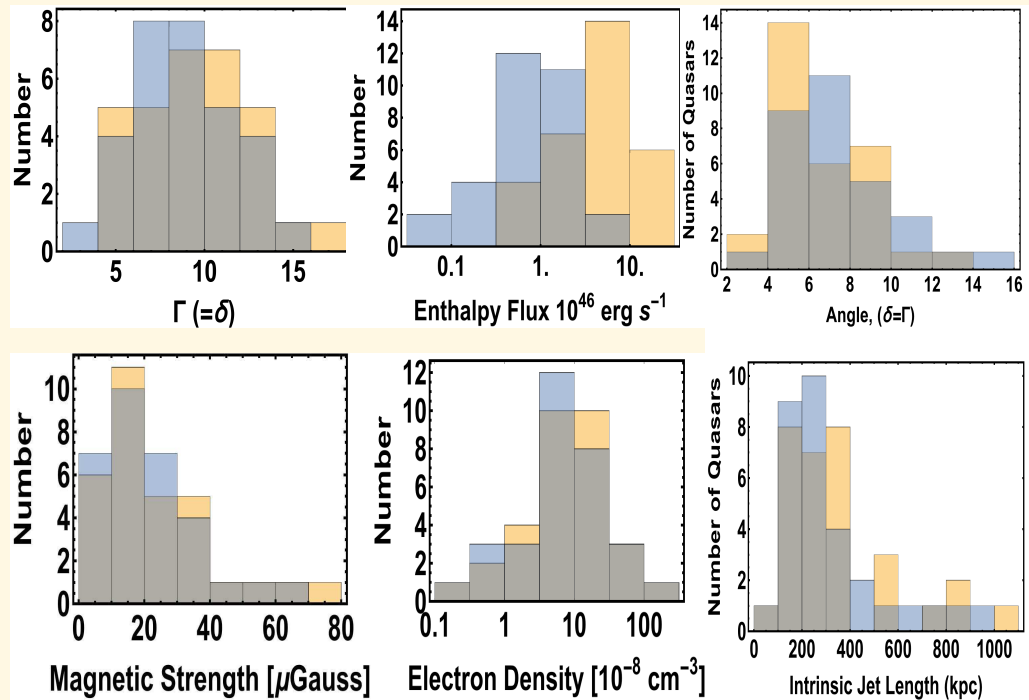 Number
8
6
4
2
0
5 10 15
Γ (=δ)
Number
14
12
10
8
6
4
2
0
0.1 1. 10.
Enthalpy Flux 10⁴⁶ erg s⁻¹
Number of Quasars
14
12
10
8
6
4
2
0
2 4 6 8 10 12 14 16
Angle, (δ=Γ)
Number
10
8
6
4
2
0
0 20 40 60 80
Magnetic Strength [μGauss]
Number
12
10
8
6
4
2
0
0.1 1 10 100
Electron Density [10⁻⁸ cm⁻³]
Number of Quasars
10
8
6
4
2
0
0 200 400 600 800 1000
Intrinsic Jet Length (kpc)